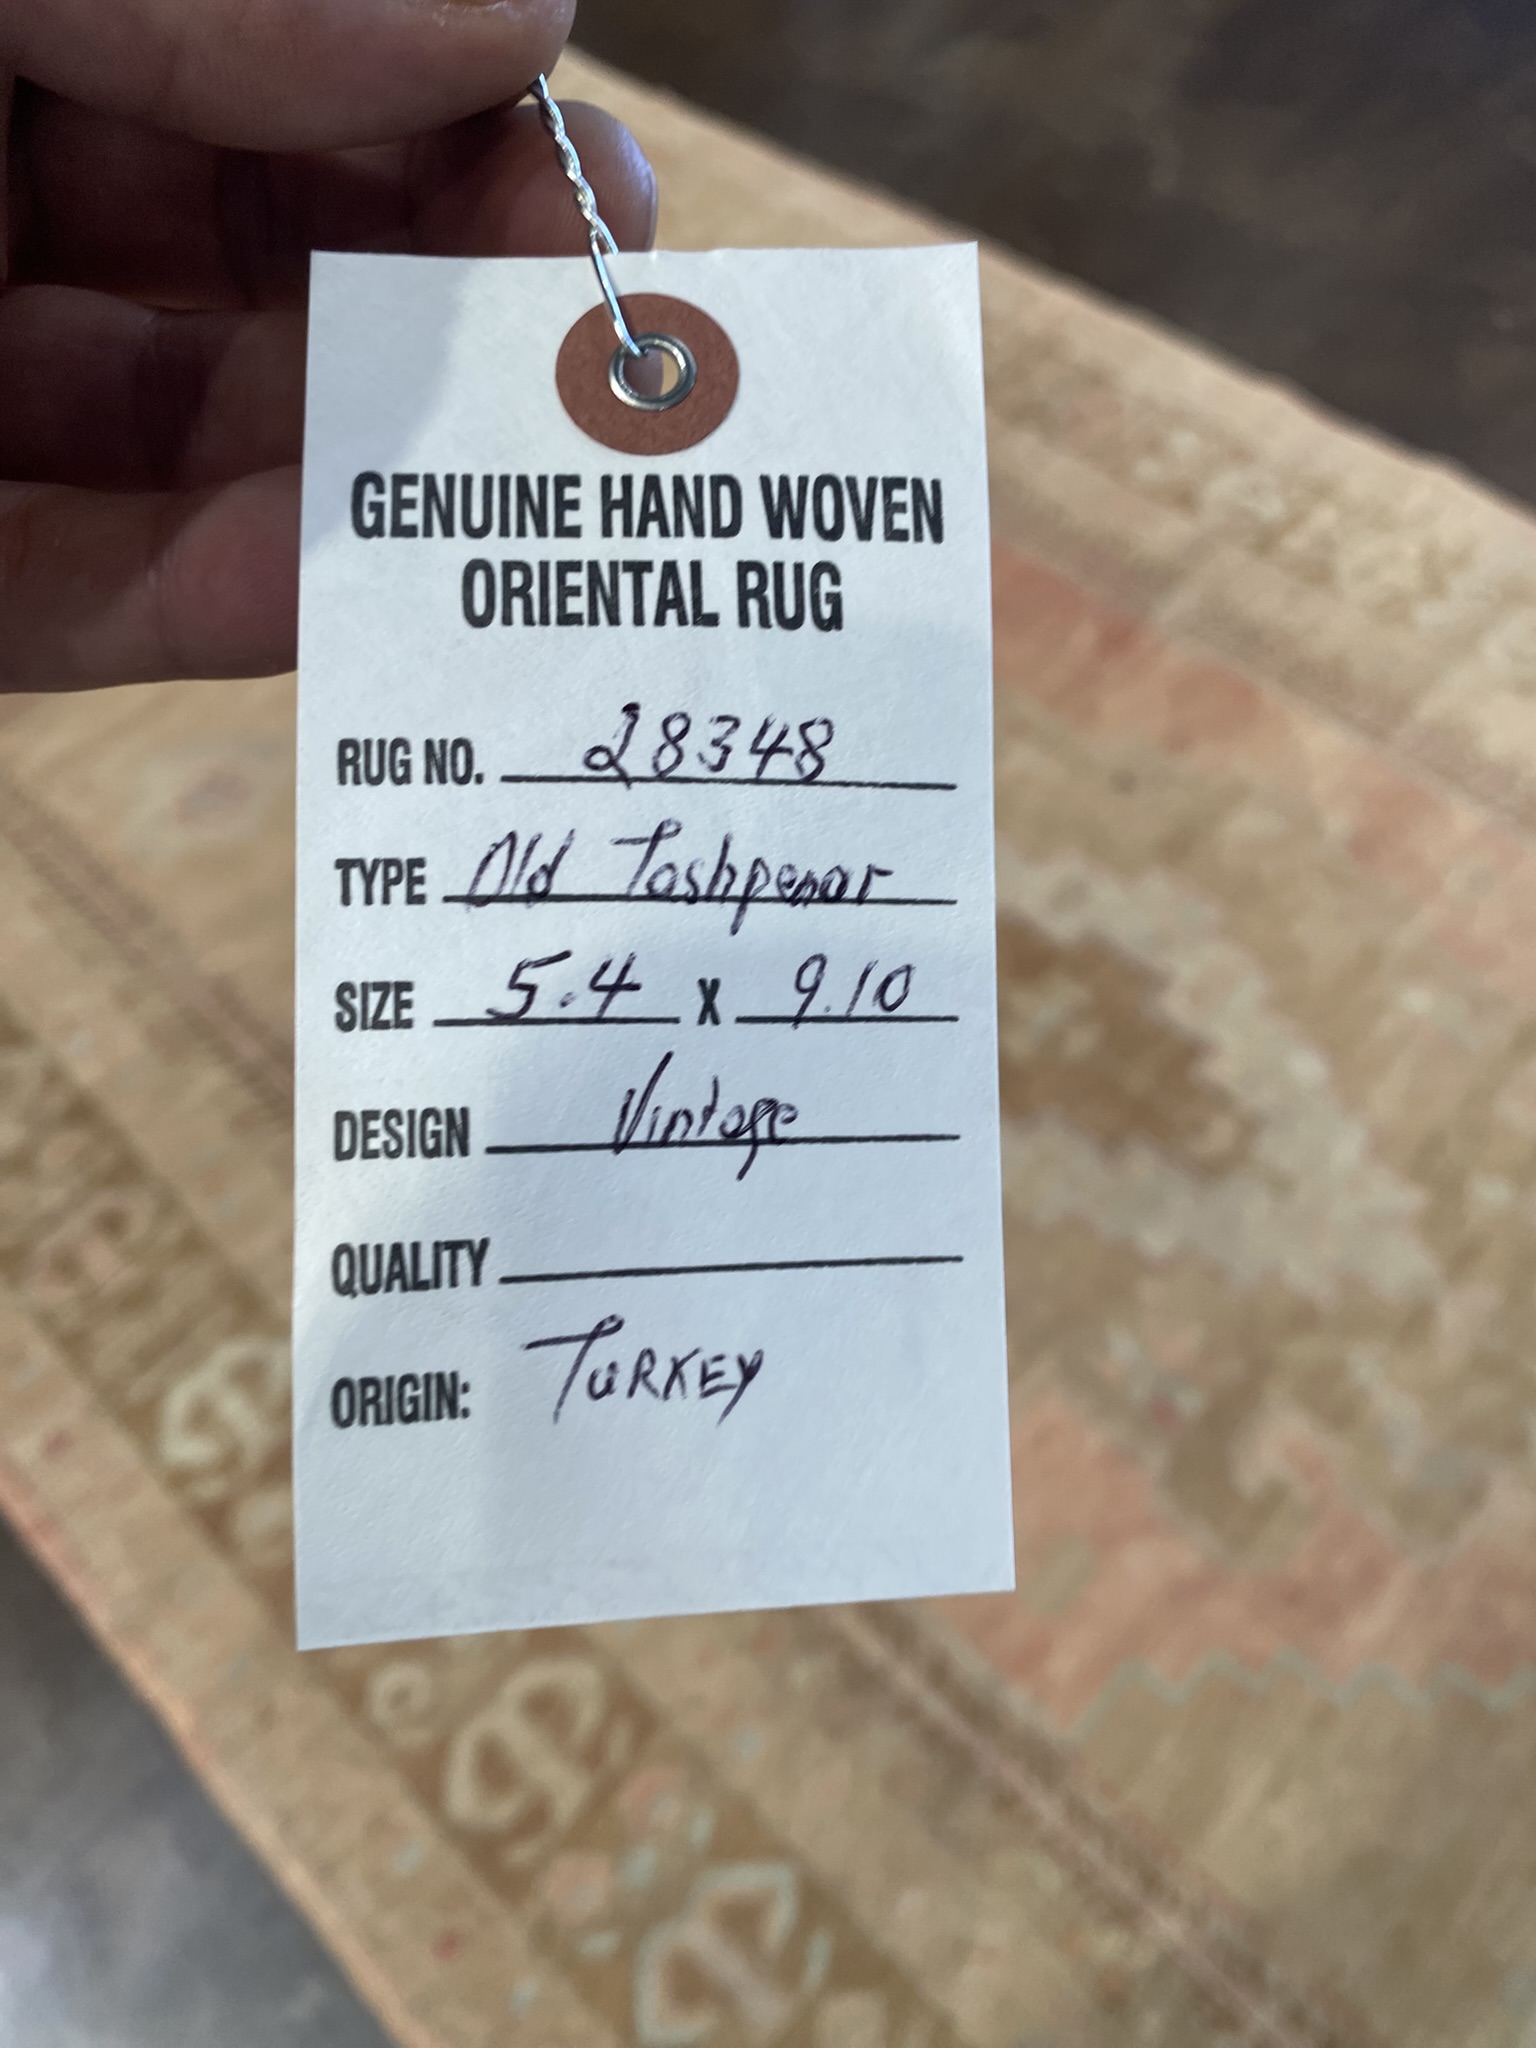 GENUINE HAND WOVEN
ORIENTAL RUG
RUG NO. 28348
TYPE Old Tashpenar
SIZE 5.4 X 9.10
DESIGN Vintage
QUALITY
ORIGIN: TURKEY